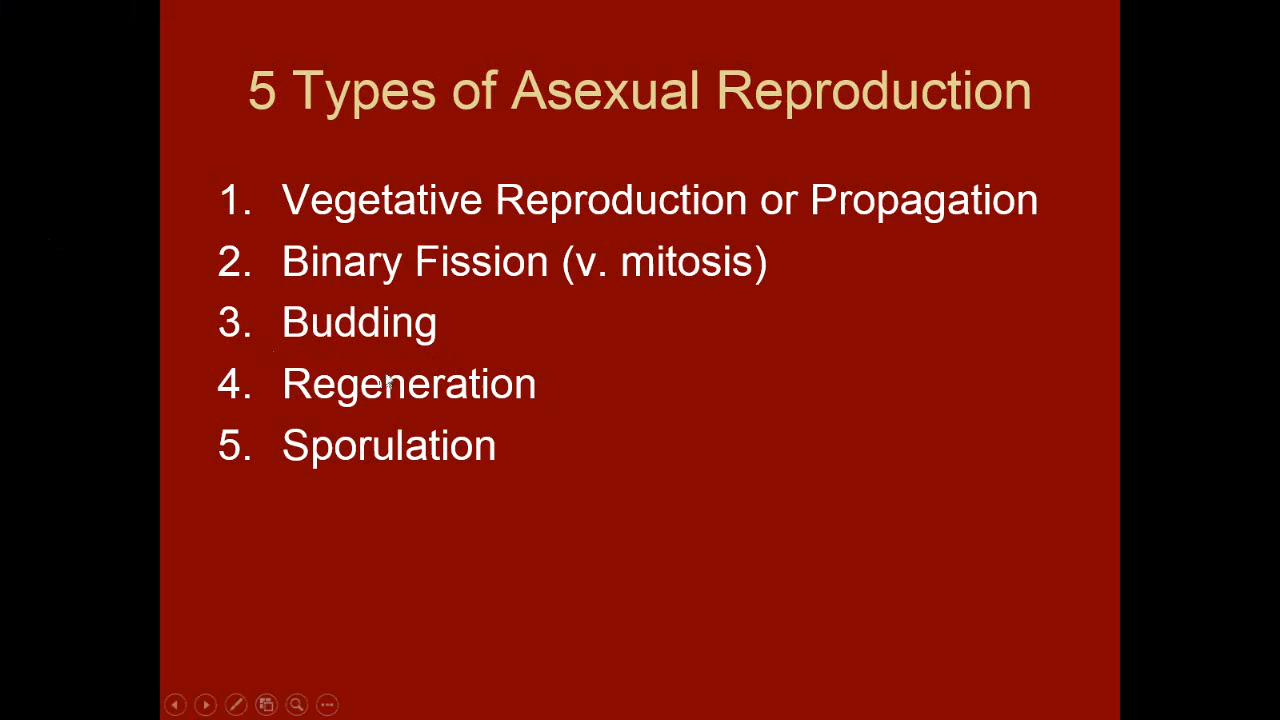 5 Types of Asexual Reproduction
1. Vegetative Reproduction or Propagation
2. Binary Fission (v. mitosis)
3. Budding
4. Regeneration
5. Sporulation